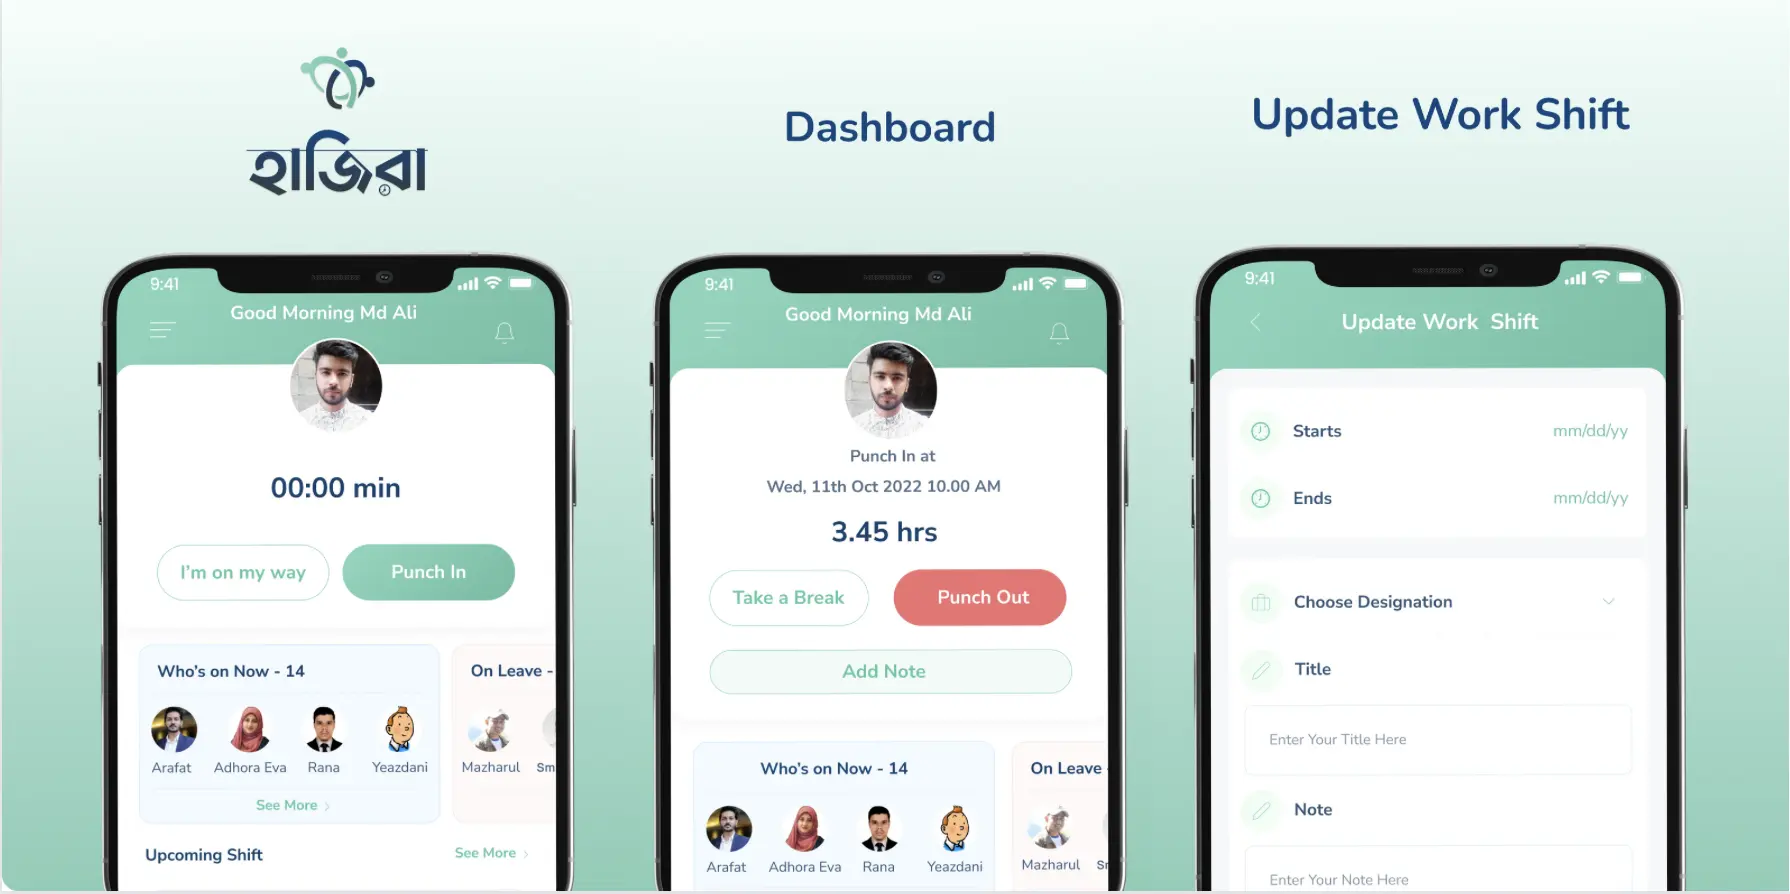 হাজিরা
Dashboard
Update Work Shift
9:41
Good Morning Md Ali
00:00 min
I'm on my way
Punch In
Who's on Now - 14
On Leave -
Arafat
Adhora Eva
Rana
Yeazdani
Mazharul
Sm
See More
Upcoming Shift
See More
9:41
Good Morning Md Ali
Punch In at
Wed, 11th Oct 2022 10.00 AM
3.45 hrs
Take a Break
Punch Out
Add Note
Who's on Now - 14
On Leave
Arafat
Adhora Eva
Rana
Yeazdani
Mazharul
9:41
Update Work Shift
Starts
mm/dd/yy
Ends
mm/dd/yy
Choose Designation
Title
Enter Your Title Here
Note
Enter Your Note Here